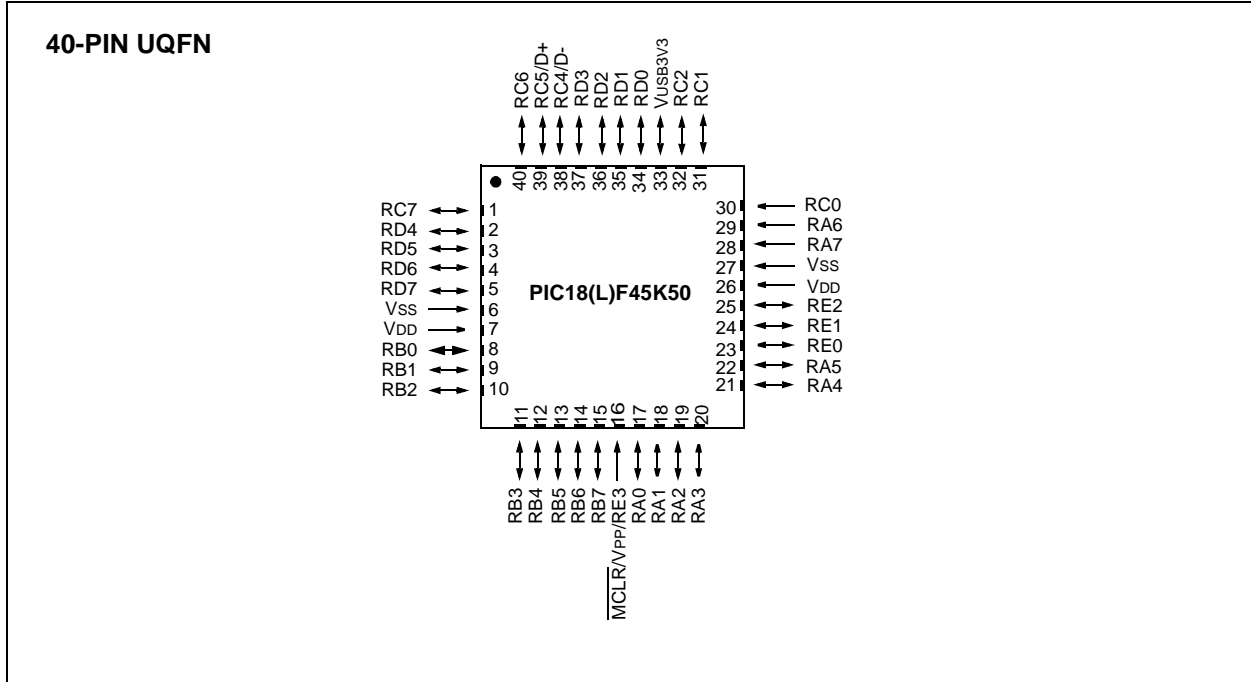 40-PIN UQFN
RC6
RC5/D+
RC4/D-
RD3
RD2
RD1
RD0
VUSB3V3
RC2
RC1
40
39
38
37
36
35
34
33
32
31
RC7 1
RD4 2
RD5 3
RD6 4
RD7 5
VSS 6
VDD 7
RB0 8
RB1 9
RB2 10
PIC18(L)F45K50
30 RC0
29 RA6
28 RA7
27 VSS
26 VDD
25 RE2
24 RE1
23 RE0
22 RA5
21 RA4
11
12
13
14
15
16
17
18
19
20
RB3
RB4
RB5
RB6
RB7
MCLR/VPP/RE3
RA0
RA1
RA2
RA3